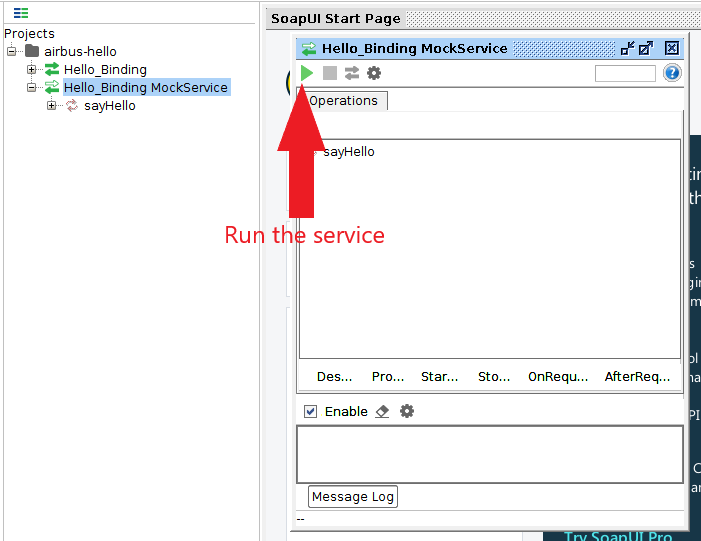 SoapUI Start Page
Projects
airbus-hello
Hello_Binding
Hello_Binding MockService
sayHello
Hello_Binding MockService
Operations
sayHello
Run the service
Des...
Pro...
Star...
Sto...
OnRequ...
AfterReq...
Enable
Message Log
--
Try SoapUI Pro